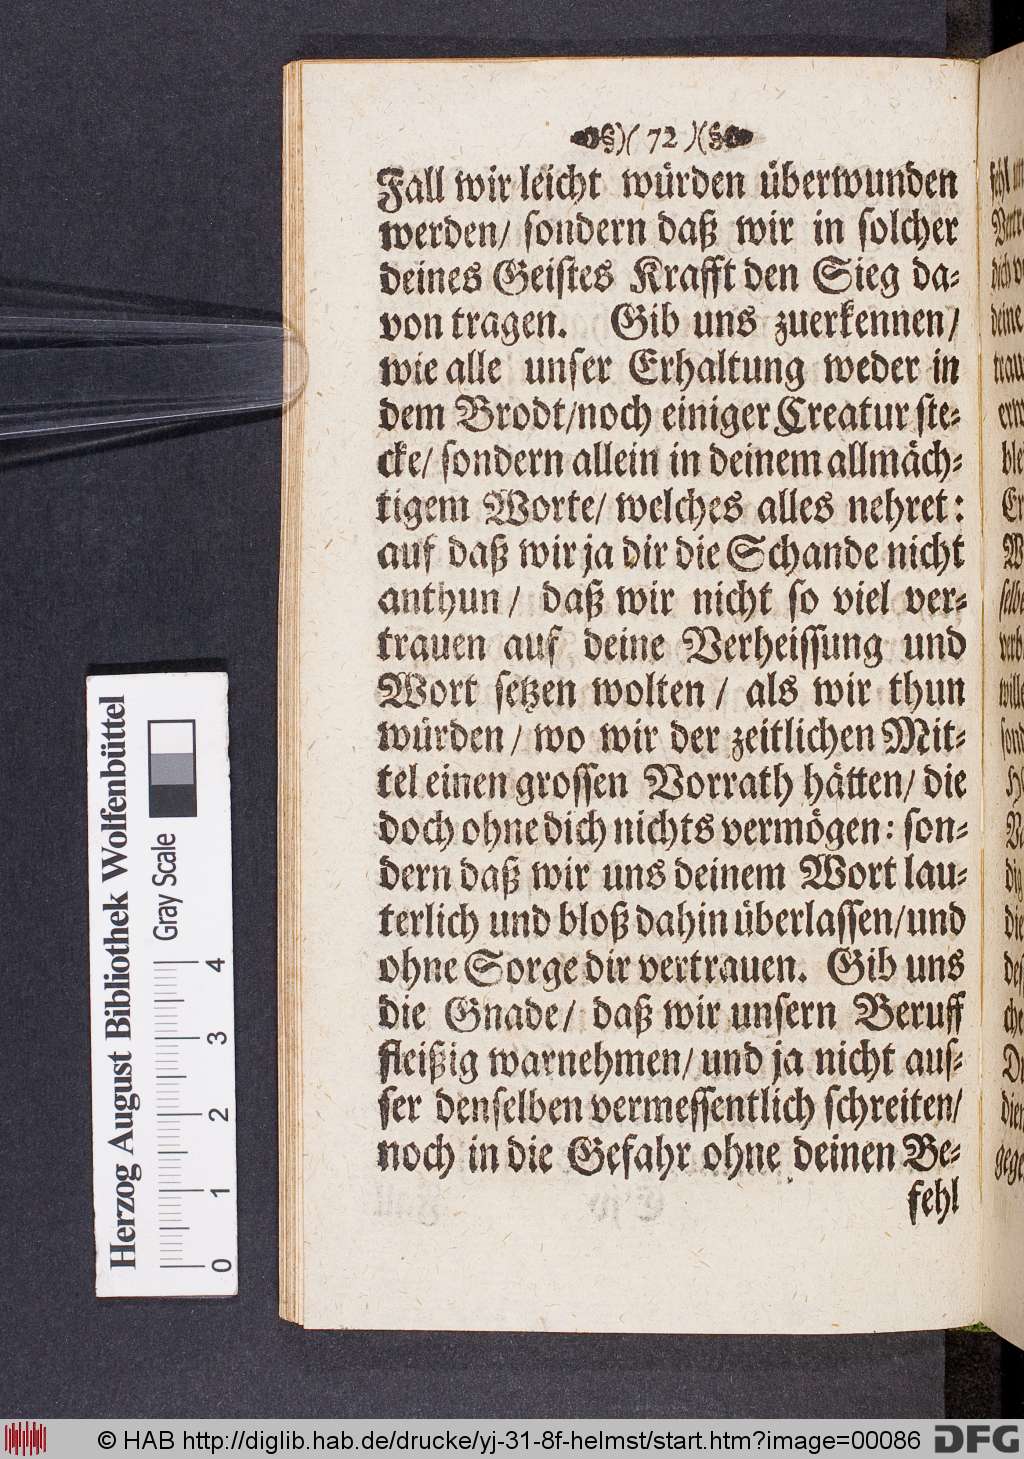 )( 72 )(
Fall wir leicht würden überwunden
werden/ sondern daß wir in solcher
deines Geistes Krafft den Sieg da-
von tragen. Gib uns zuerkennen/
wie alle unser Erhaltung weder in
dem Brodt/noch einiger Creatur ste-
cke/ sondern allein in deinem allmäch-
tigem Worte/ welches alles nehret:
auf daß wir ja dir die Schande nicht
anthun/ daß wir nicht so viel ver-
trauen auf deine Verheissung und
Wort setzen wolten/ als wir thun
würden/ wo wir der zeitlichen Mit-
tel einen grossen Vorrath hätten/ die
doch ohne dich nichts vermögen: son-
dern daß wir uns deinem Wort lau-
terlich und bloß dahin überlassen/und
ohne Sorge dir vertrauen. Gib uns
die Gnade/ daß wir unsern Beruff
fleißig warnehmen/ und ja nicht aus-
ser denselben vermessentlich schreiten/
noch in die Gefahr ohne deinen Be-
fehl
Herzog August Bibliothek Wolfenbüttel
Gray Scale
0 1 2 3 4
© HAB http://diglib.hab.de/drucke/yj-31-8f-helmst/start.htm?image=00086
DFG